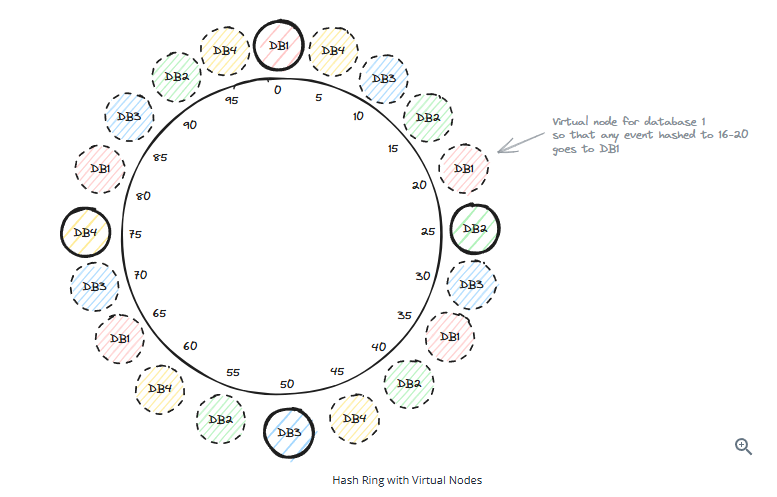 DB4
DB1
DB4
DB2
DB3
0
95
5
10
DB3
DB2
90
15
Virtual node for database 1
so that any event hashed to 16-20
goes to DB1
85
DB1
DB1
80
20
DB4
75
25
DB2
DB3
70
30
DB3
65
35
DB1
60
40
DB1
55
50
45
DB4
DB2
DB2
DB3
DB4
Hash Ring with Virtual Nodes